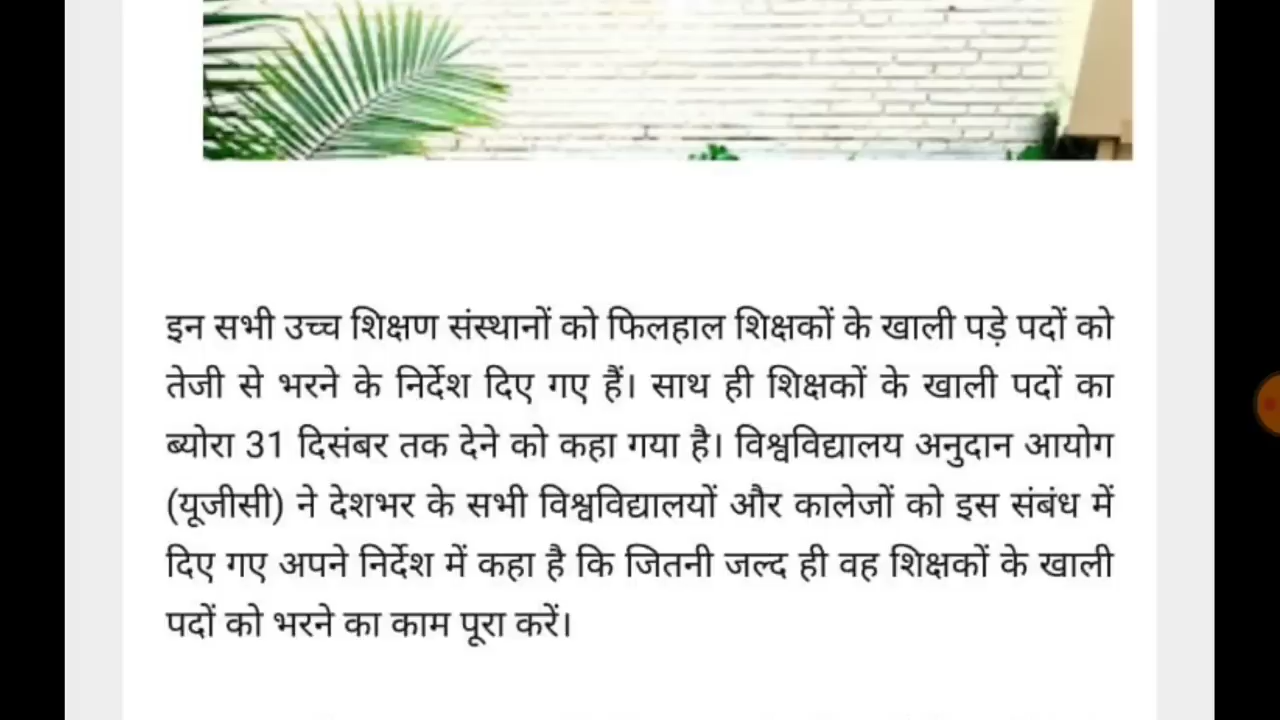 इन सभी उच्च शिक्षण संस्थानों को फिलहाल शिक्षकों के खाली पड़े पदों को
तेजी से भरने के निर्देश दिए गए हैं। साथ ही शिक्षकों के खाली पदों का
ब्योरा 31 दिसंबर तक देने को कहा गया है। विश्वविद्यालय अनुदान आयोग
(यूजीसी) ने देशभर के सभी विश्वविद्यालयों और कालेजों को इस संबंध में
दिए गए अपने निर्देश में कहा है कि जितनी जल्द ही वह शिक्षकों के खाली
पदों को भरने का काम पूरा करें।